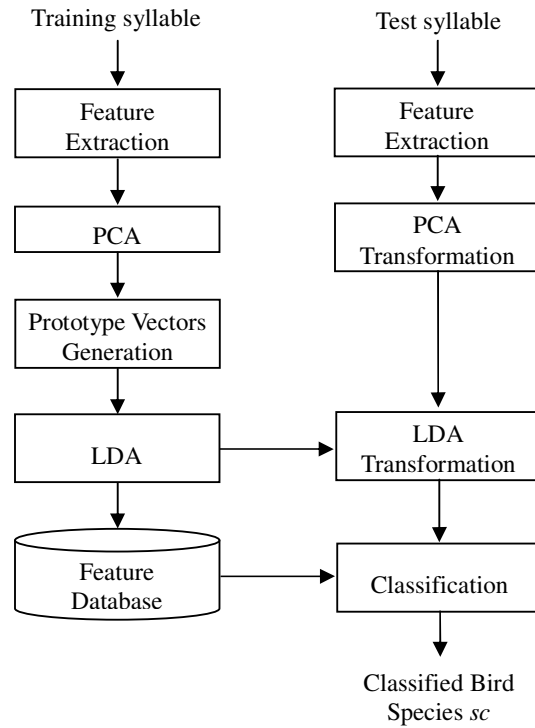 Training syllable
Feature
Extraction
PCA
Prototype Vectors
Generation
LDA
Feature
Database
Test syllable
Feature
Extraction
PCA
Transformation
LDA
Transformation
Classification
Classified Bird
Species sc